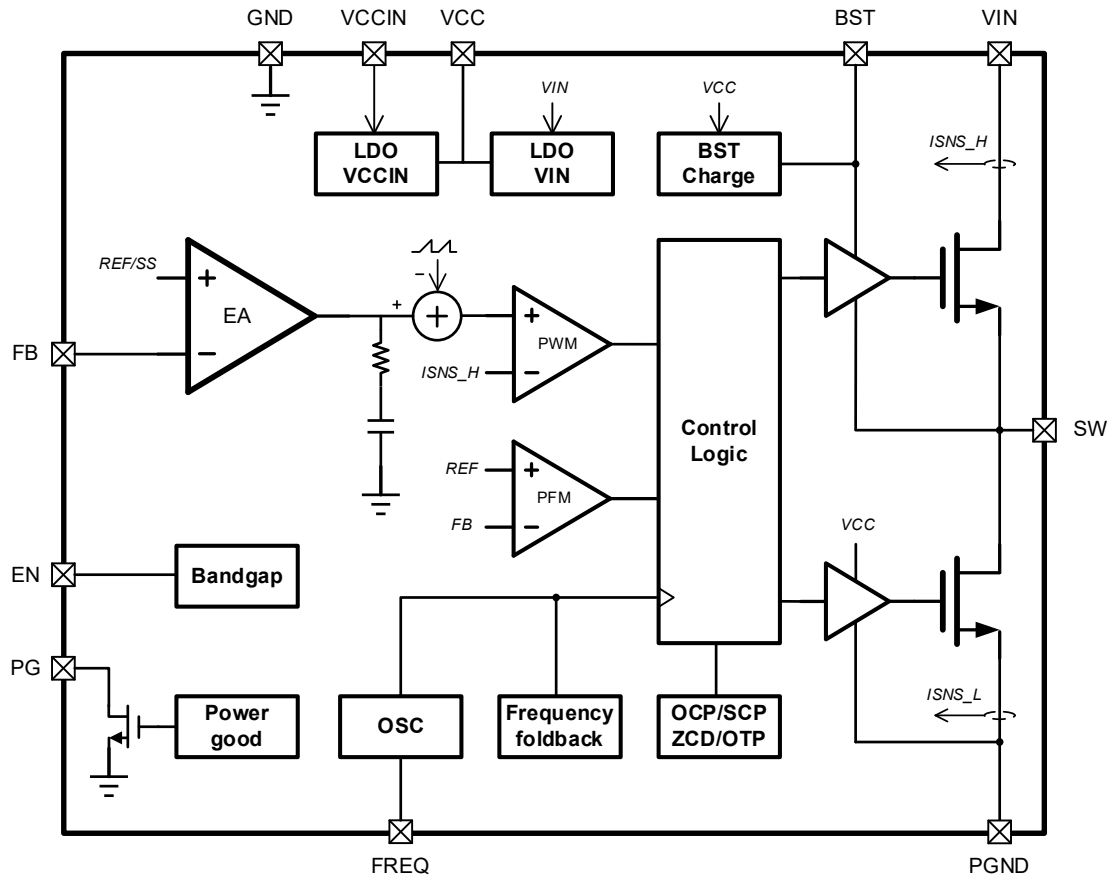 GND
VCCIN
VCC
BST
VIN
VIN
VCC
LDO
VCCIN
LDO
VIN
BST
Charge
ISNS_H
REF/SS
+
EA
−
−
+
+
+
PWM
−
ISNS_H
FB
Control
Logic
SW
REF
+
PFM
FB
−
VCC
EN
Bandgap
PG
Power
good
OSC
Frequency
foldback
OCP/SCP
ZCD/OTP
ISNS_L
FREQ
PGND